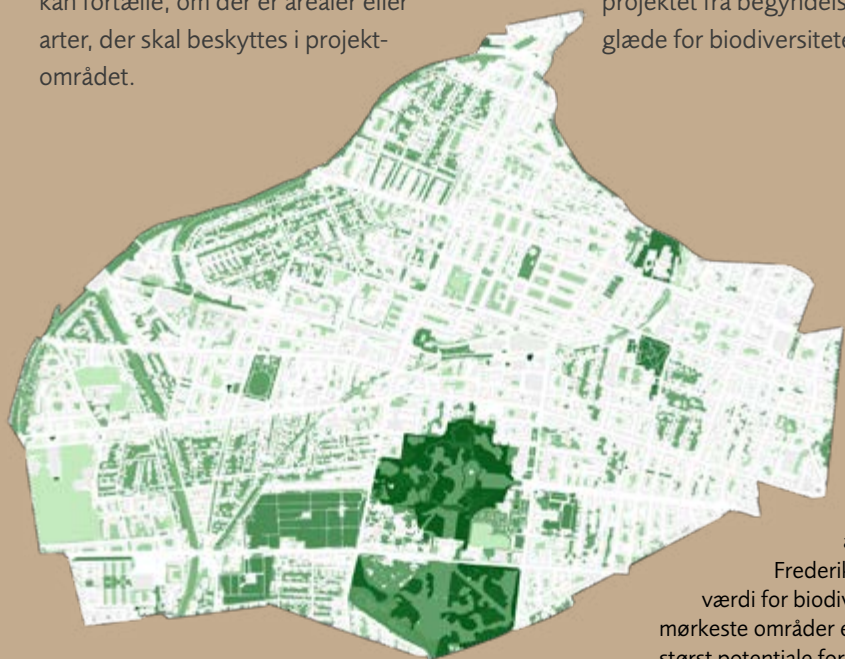 kan fortælle, om der er arealer eller
arter, der skal beskyttes i projekt-
området.
projektet fra begyndels
glæde for biodiversitete
Frederik
værdi for biodiv
mørkeste områder e
størst potentiale for